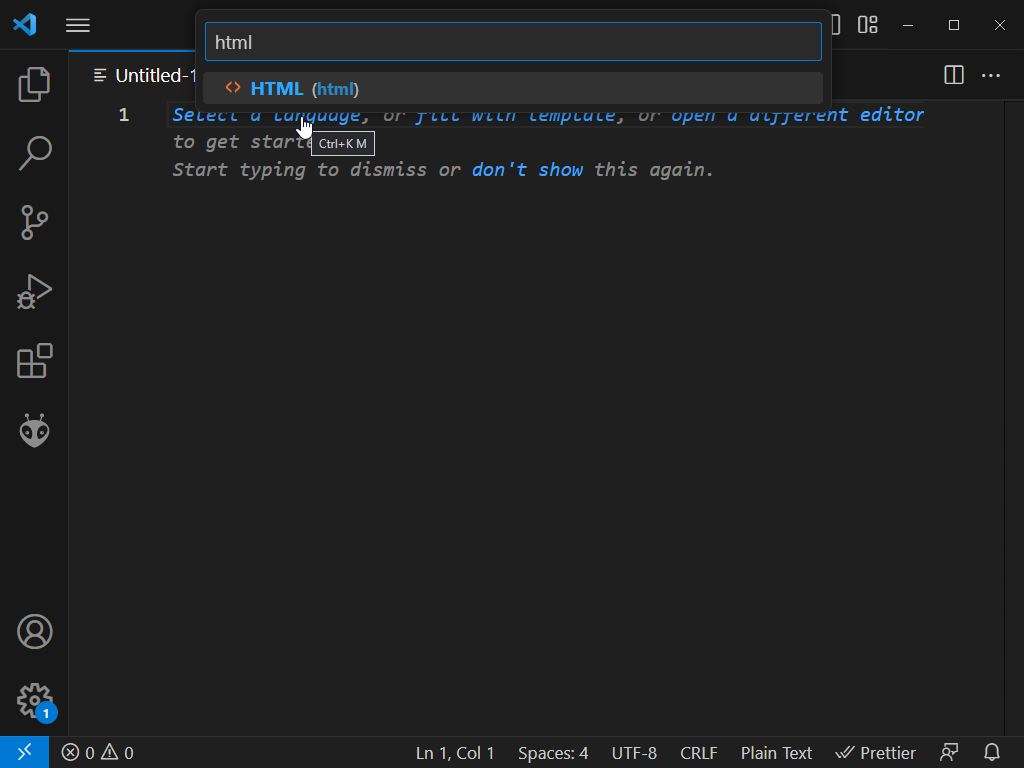 html
HTML (html)
Untitled-1
1
Select a language, or fill with template, or open a different editor
to get starte
Ctrl+K M
Start typing to dismiss or don't show this again.
1
0 0
Ln 1, Col 1
Spaces: 4
UTF-8
CRLF
Plain Text
Prettier